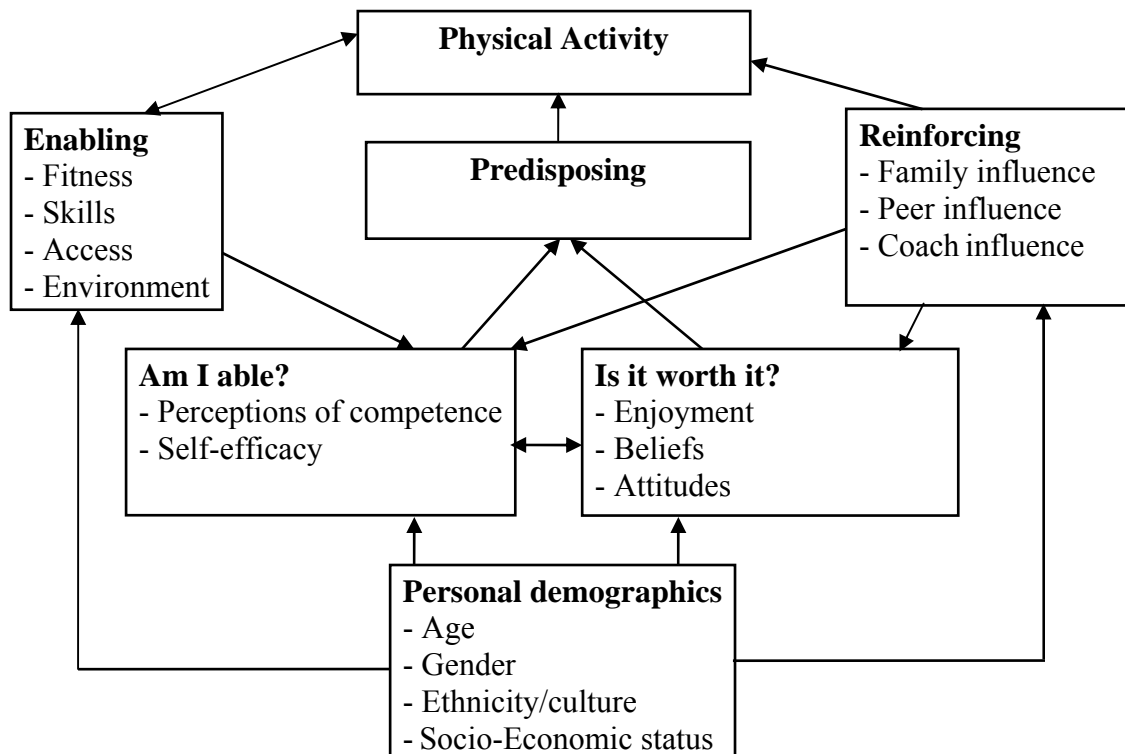 Physical Activity
Enabling
- Fitness
- Skills
- Access
- Environment
Predisposing
Reinforcing
- Family influence
- Peer influence
- Coach influence
Am I able?
- Perceptions of competence
- Self-efficacy
Is it worth it?
- Enjoyment
- Beliefs
- Attitudes
Personal demographics
- Age
- Gender
- Ethnicity/culture
- Socio-Economic status